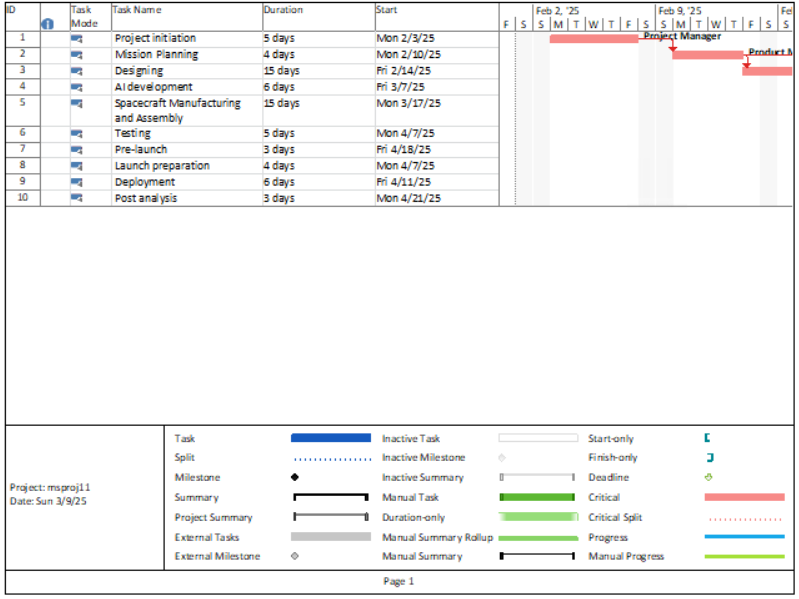 ID Task Mode Task Name Duration Start Feb 2, '25 Feb 9, '25 Fe
F S S M T W T F S S M T W T F S S
1 Project initiation 5 days Mon 2/3/25 Project Manager
2 Mission Planning 4 days Mon 2/10/25 Product M
3 Designing 15 days Fri 2/14/25
4 AI development 6 days Fri 3/7/25
5 Spacecraft Manufacturing and Assembly 15 days Mon 3/17/25
6 Testing 5 days Mon 4/7/25
7 Pre-launch 3 days Fri 4/18/25
8 Launch preparation 4 days Mon 4/7/25
9 Deployment 6 days Fri 4/11/25
10 Post analysis 3 days Mon 4/21/25
Project: msproj11
Date: Sun 3/9/25
Task Inactive Task Start-only
Split Inactive Milestone Finish-only
Milestone Inactive Summary Deadline
Summary Manual Task Critical
Project Summary Duration-only Critical Split
External Tasks Manual Summary Rollup Progress
External Milestone Manual Summary Manual Progress
Page 1